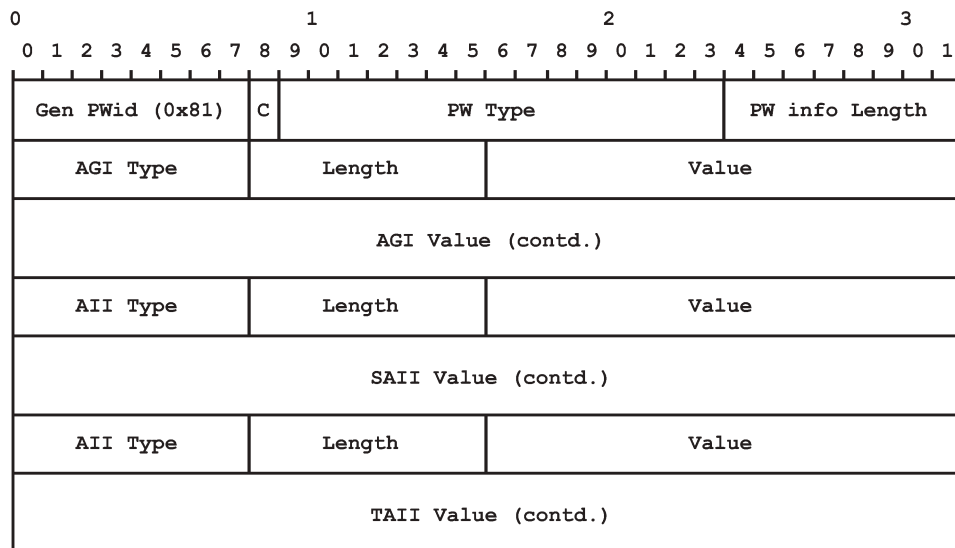 0 1 2 3
0 1 2 3 4 5 6 7 8 9 0 1 2 3 4 5 6 7 8 9 0 1 2 3 4 5 6 7 8 9 0 1
Gen PWid (0x81) C PW Type PW info Length
AGI Type Length Value
AGI Value (contd.)
AII Type Length Value
SAII Value (contd.)
AII Type Length Value
TAII Value (contd.)